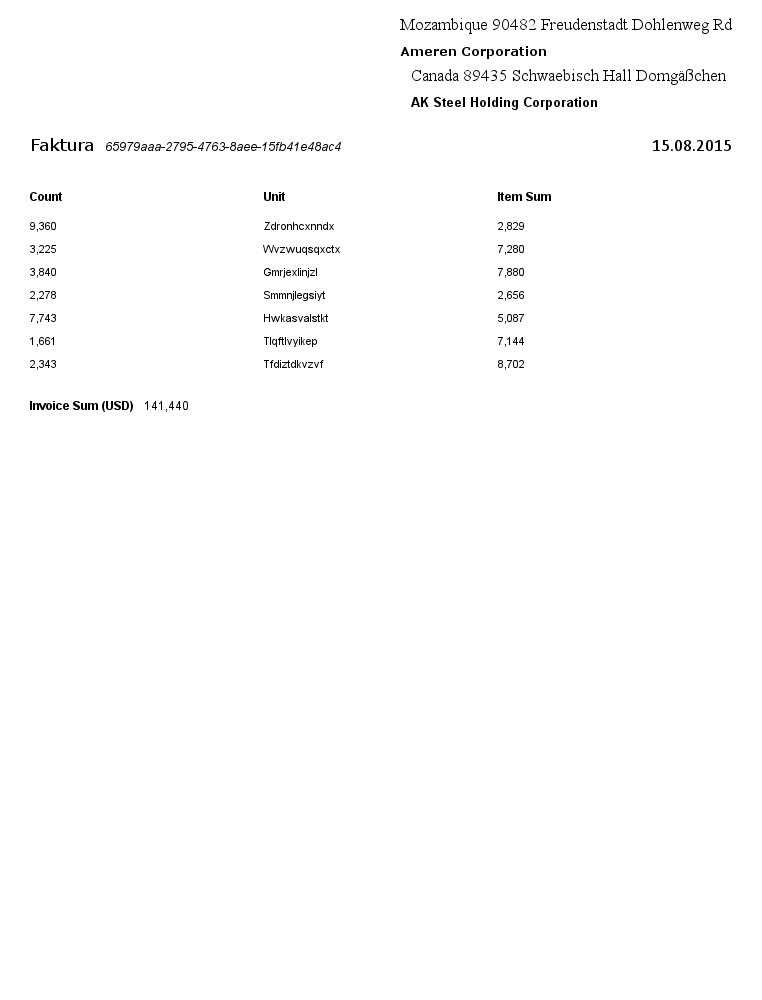 Mozambique 90482 Freudenstadt Dohlenweg Rd
Ameren Corporation
Canada 89435 Schwaebisch Hall Domgäßchen
AK Steel Holding Corporation
Faktura 65979aaa-2795-4763-8aee-15fb41e48ac4 15.08.2015
Count Unit Item Sum
9,360 Zdronhcxnndx 2,829
3,225 Wvzwuqsqxctx 7,280
3,840 Gmrjexlinjzl 7,880
2,278 Smmnjlegsiyt 2,656
7,743 Hwkasvalstkt 5,087
1,661 Tlqftlvyikep 7,144
2,343 Tfdiztdkvzvf 8,702
Invoice Sum (USD) 141,440